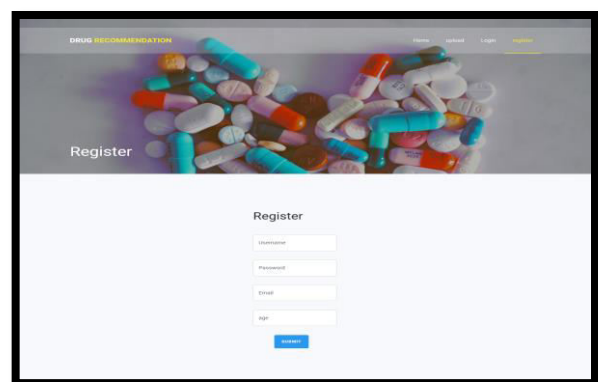 DRUG RECOMMENDATION
Home upload Login register
Register
Register
Username
Password
Email
age
SUBMIT